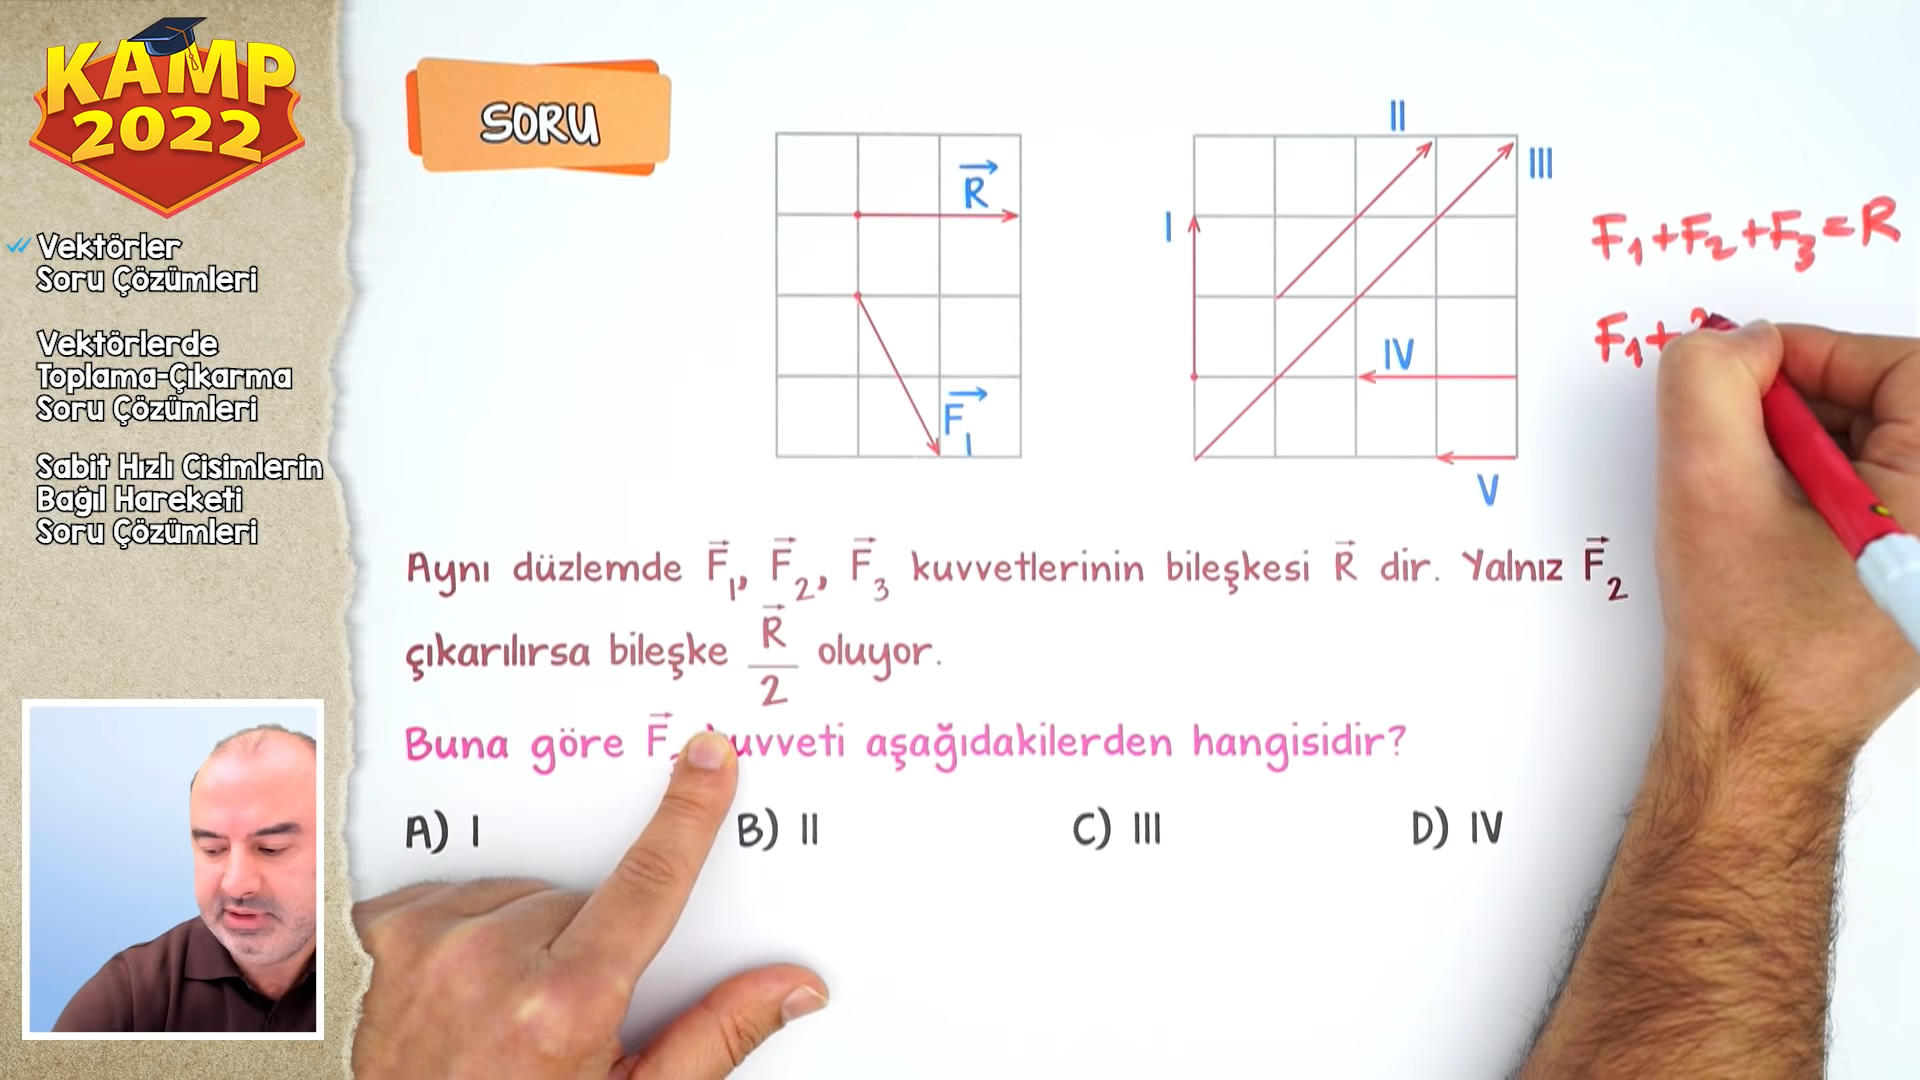 KAMP
2022
Vektörler
Soru Çözümleri
Vektörlerde
Toplama-Çıkarma
Soru Çözümleri
Sabit Hızlı Cisimlerin
Bağıl Hareketi
Soru Çözümleri
SORU
R
F₁
I
II
III
IV
V
F₁+F₂+F₃=R
F₁+
Aynı düzlemde F₁, F₂, F₃ kuvvetlerinin bileşkesi R dir. Yalnız F₂
çıkarılırsa bileşke R/2 oluyor.
Buna göre F kuvveti aşağıdakilerden hangisidir?
A) I B) II C) III D) IV